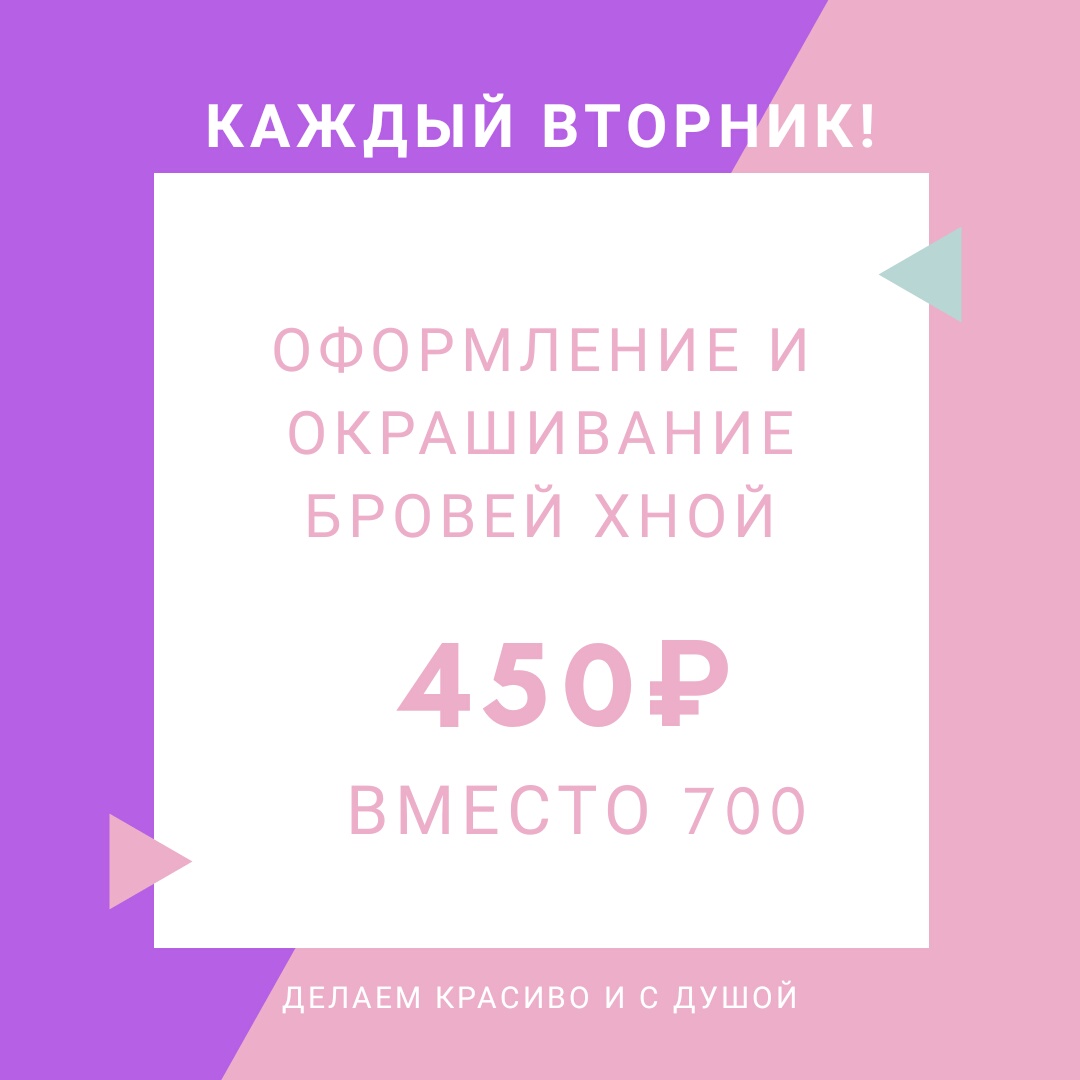 КАЖДЫЙ ВТОРНИК!
ОФОРМЛЕНИЕ И
ОКРАШИВАНИЕ
БРОВЕЙ ХНОЙ
450₽
ВМЕСТО 700
ДЕЛАЕМ КРАСИВО И С ДУШОЙ